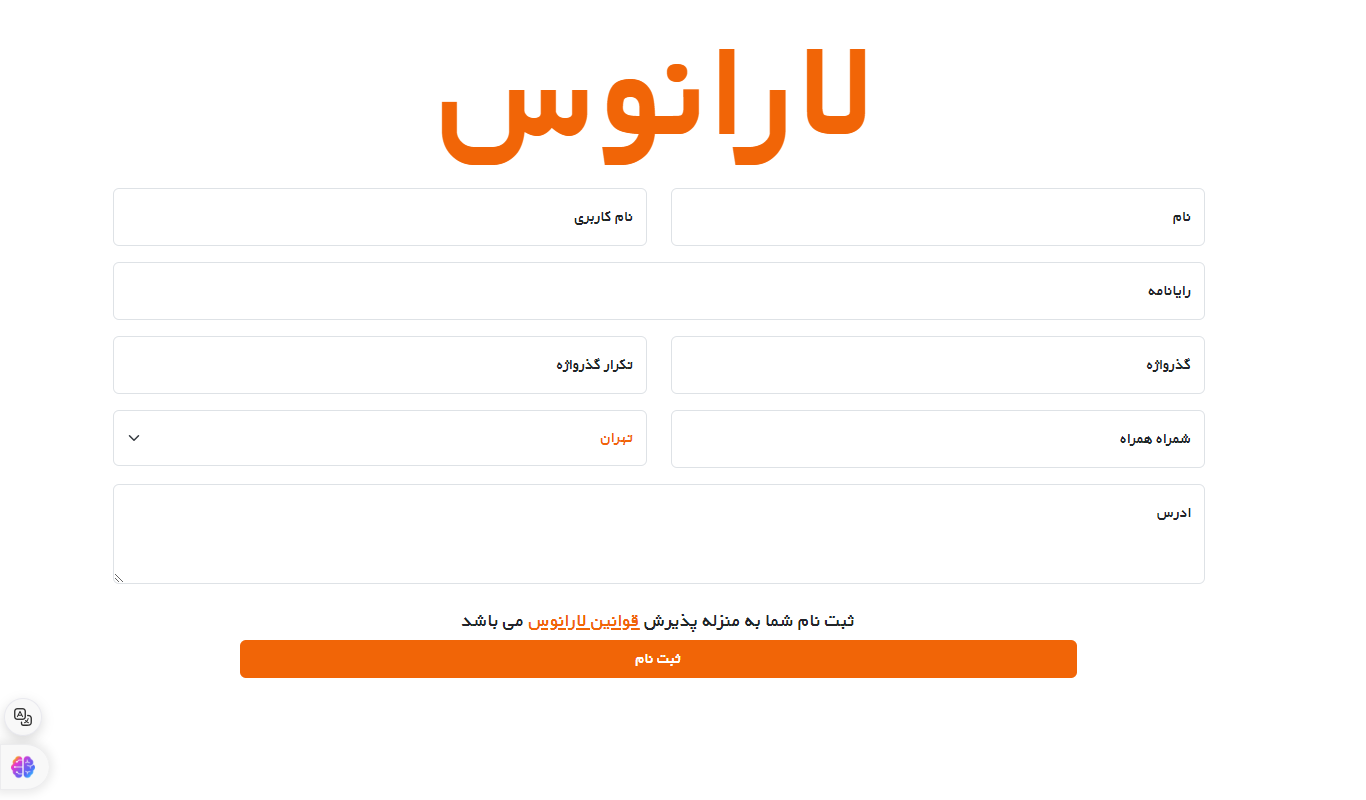 لارانوس
نام
نام کاربری
رایانامه
گذرواژه
تکرار گذرواژه
شمراه همراه
تهران
ادرس
ثبت نام شما به منزله پذیرش قوانین لارانوس می باشد
ثبت نام